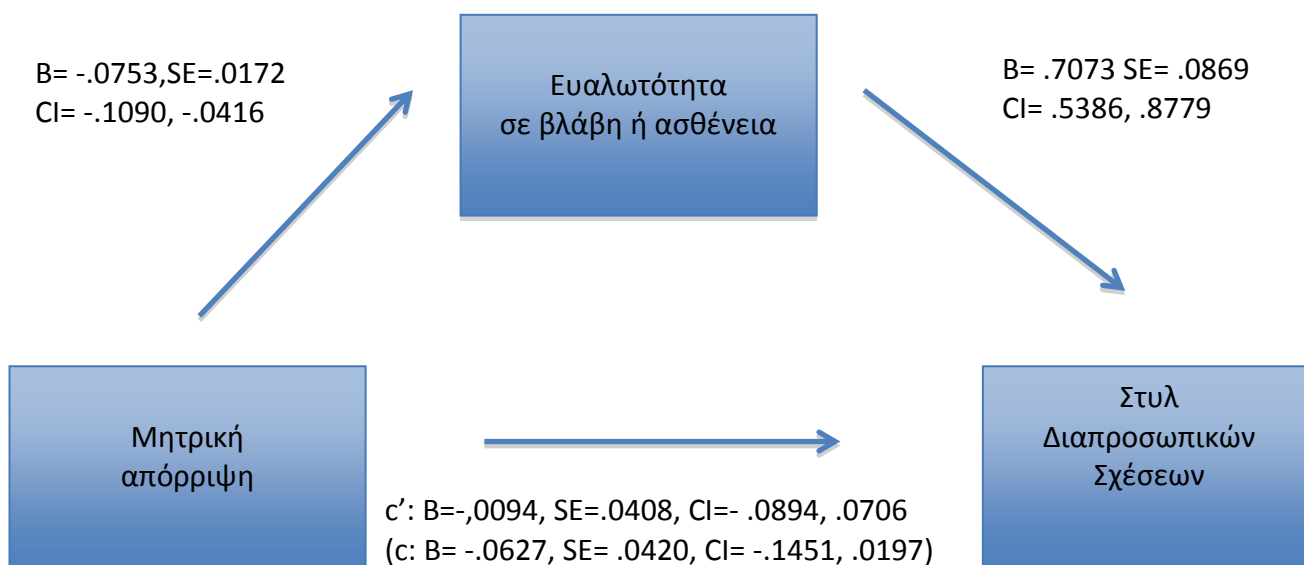 B= -.0753,SE=.0172
CI= -.1090, -.0416
Ευαλωτότητα
σε βλάβη ή ασθένεια
B= .7073 SE= .0869
CI= .5386, .8779
Μητρική
απόρριψη
Στυλ
Διαπροσωπικών
Σχέσεων
c’: B=-,0094, SE=.0408, CI=- .0894, .0706
(c: B= -.0627, SE= .0420, CI= -.1451, .0197)